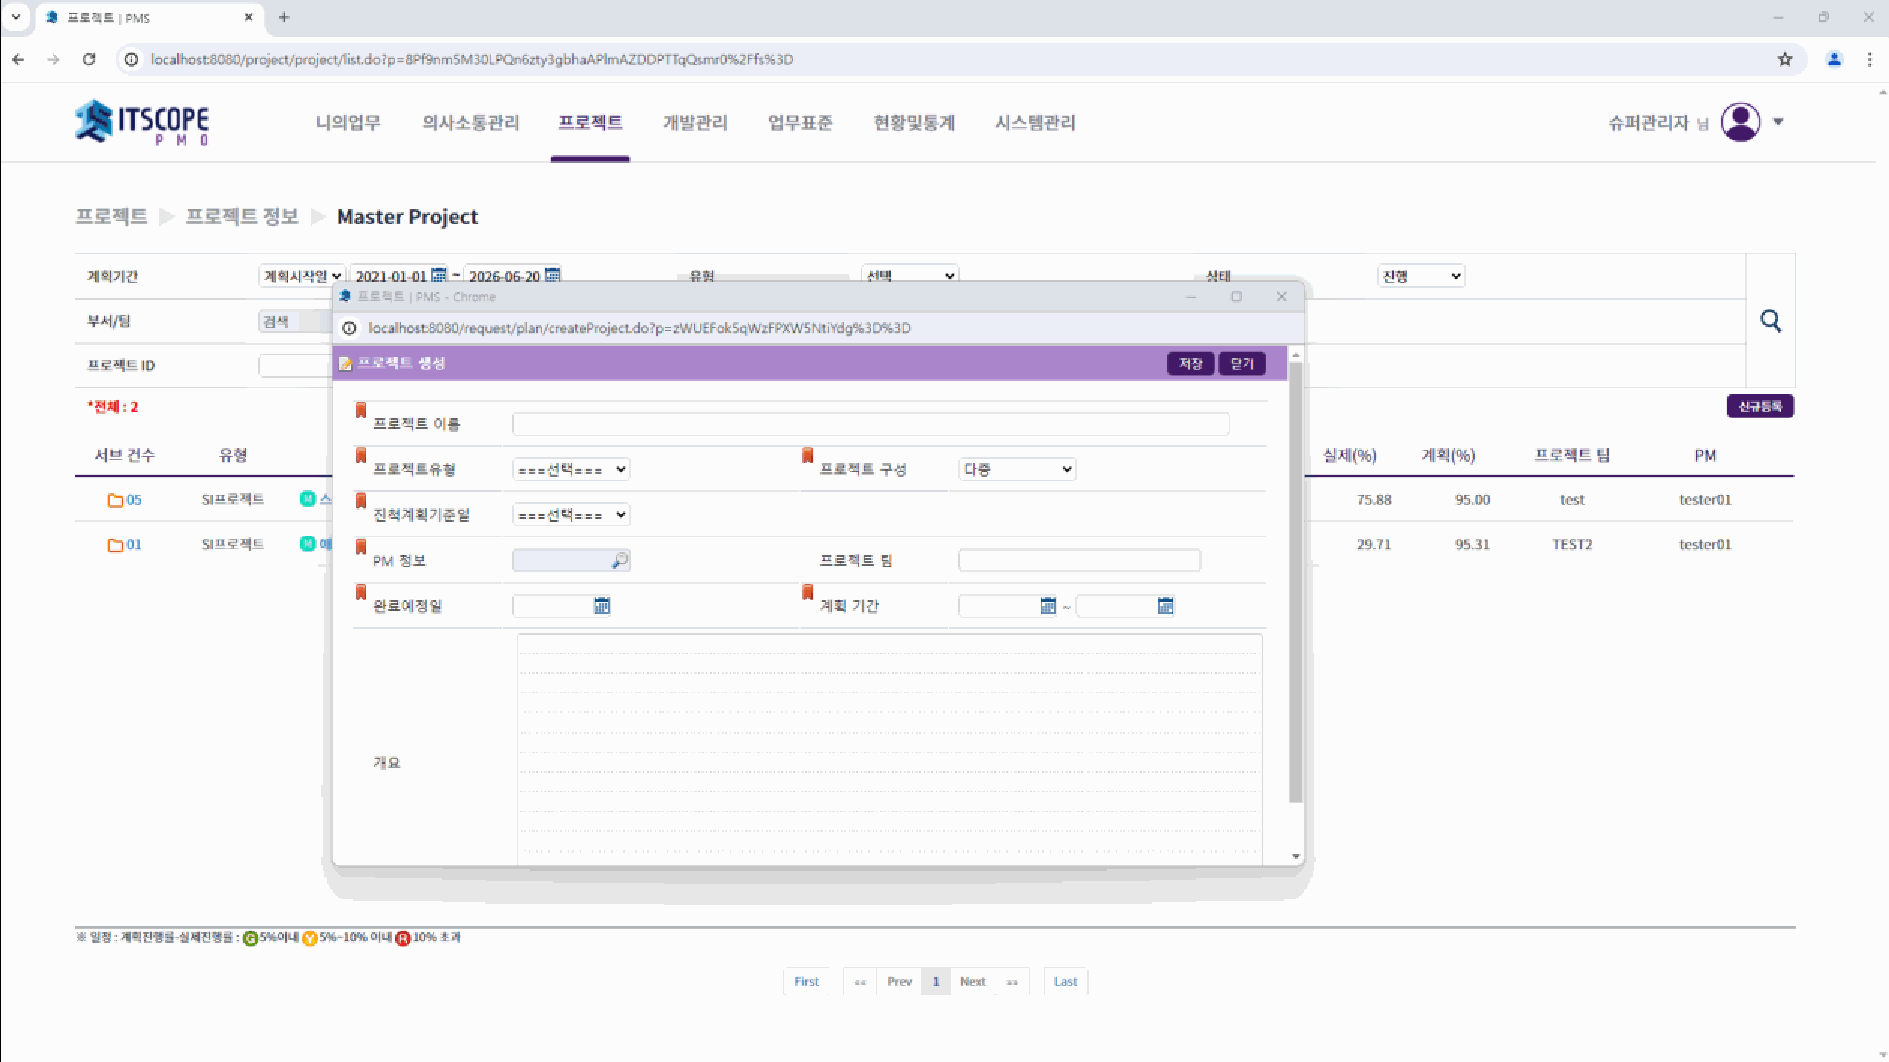 프로젝트 | PMS
localhost:8080/project/project/list.do?p=8Pf9nm5M30LPQn6zty3gbhaAPlmAZDDPTTqQsmr0%2Ffs%3D
ITSCOPE
PMO
니의업무 의사소통관리 프로젝트 개발관리 업무표준 현황및통계 시스템관리
슈퍼관리자 님
프로젝트 프로젝트 정보 Master Project
계획기간 계획시작일 2021-01-01 ~ 2026-06-20 유형 선택 상태 진행
부서/팀 검색
프로젝트 ID
*전체 : 2
신규등록
서브 건수 유형 실제(%) 계획(%) 프로젝트 팀 PM
05 SI프로젝트 M 스 75.88 95.00 test tester01
01 SI프로젝트 M 29.71 95.31 TEST2 tester01
프로젝트 | PMS - Chrome
localhost:8080/request/plan/createProject.do?p=zWUEFok5qWzFPXW5NtiYdg%3D%3D
프로젝트 생성 저장 닫기
프로젝트 이름
프로젝트유형 ===선택=== 프로젝트 구성 다중
진척계획기준일 ===선택===
PM 정보 프로젝트 팀
완료예정일 계획 기간 ~
개요
※ 일정 : 계획진행률-실제진행률 : G 5%이내 Y 5%~10% 이내 R 10% 초과
First «« Prev 1 Next »» Last